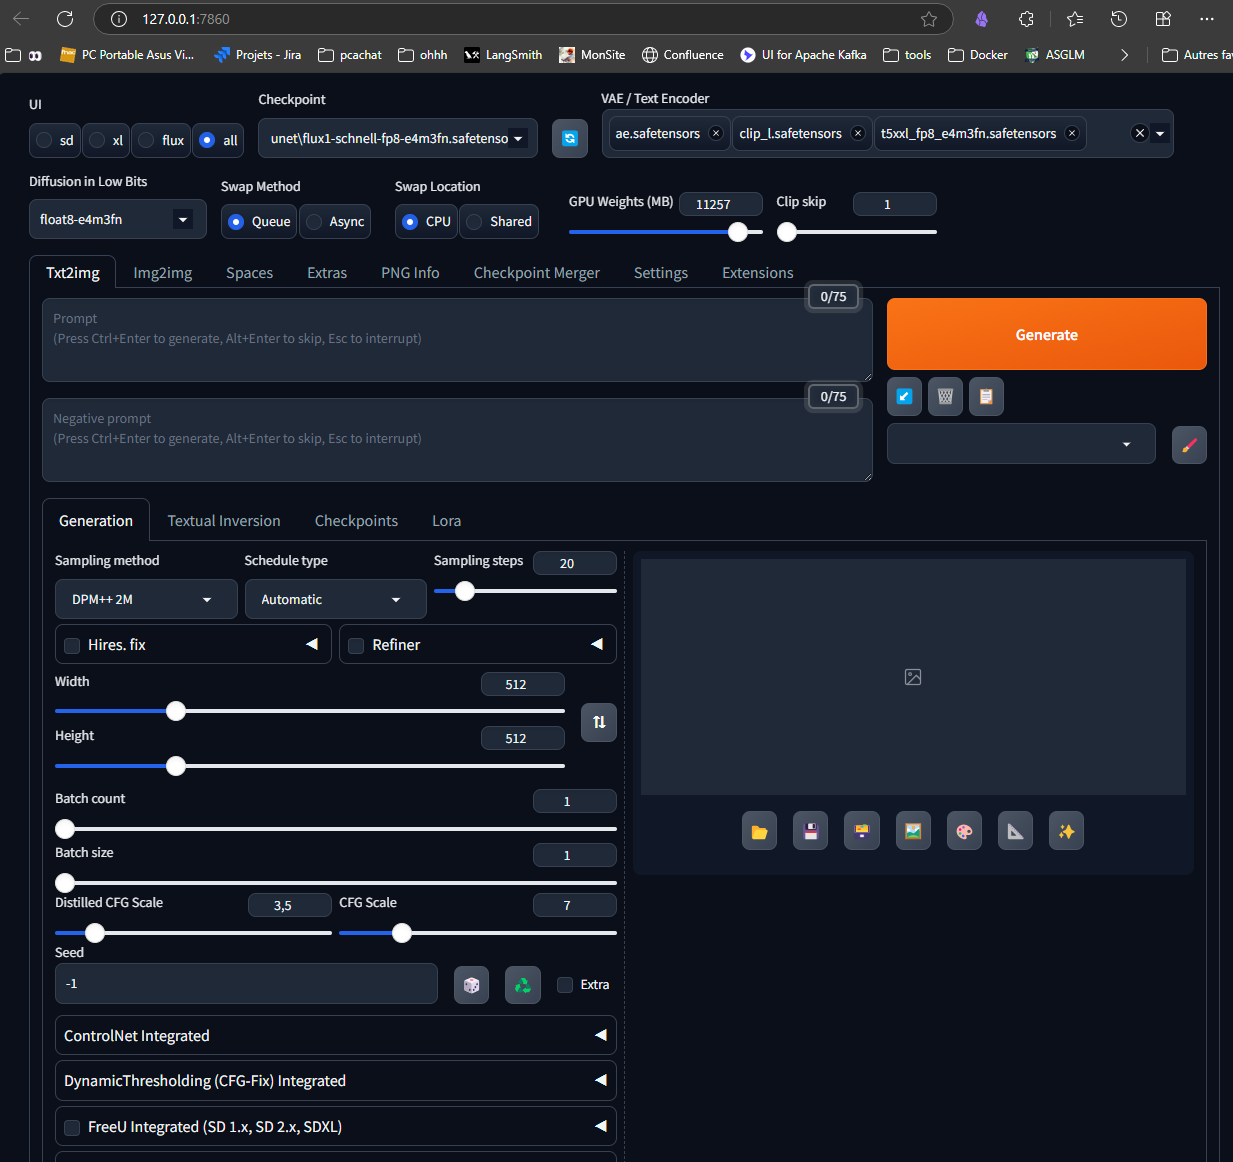 127.0.0.1:7860
PC Portable Asus Vi...
Projets - Jira
pcachat
ohhh
LangSmith
MonSite
Confluence
UI for Apache Kafka
tools
Docker
ASGLM
Autres fa
UI
sd
xl
flux
all
Checkpoint
unet\flux1-schnell-fp8-e4m3fn.safetenso
VAE / Text Encoder
ae.safetensors
clip_l.safetensors
t5xxl_fp8_e4m3fn.safetensors
Diffusion in Low Bits
float8-e4m3fn
Swap Method
Queue
Async
Swap Location
CPU
Shared
GPU Weights (MB)
11257
Clip skip
1
Txt2img
Img2img
Spaces
Extras
PNG Info
Checkpoint Merger
Settings
Extensions
0/75
Prompt
(Press Ctrl+Enter to generate, Alt+Enter to skip, Esc to interrupt)
Generate
0/75
Negative prompt
(Press Ctrl+Enter to generate, Alt+Enter to skip, Esc to interrupt)
Generation
Textual Inversion
Checkpoints
Lora
Sampling method
DPM++ 2M
Schedule type
Automatic
Sampling steps
20
Hires. fix
Refiner
Width
512
Height
512
Batch count
1
Batch size
1
Distilled CFG Scale
3,5
CFG Scale
7
Seed
-1
Extra
ControlNet Integrated
DynamicThresholding (CFG-Fix) Integrated
FreeU Integrated (SD 1.x, SD 2.x, SDXL)